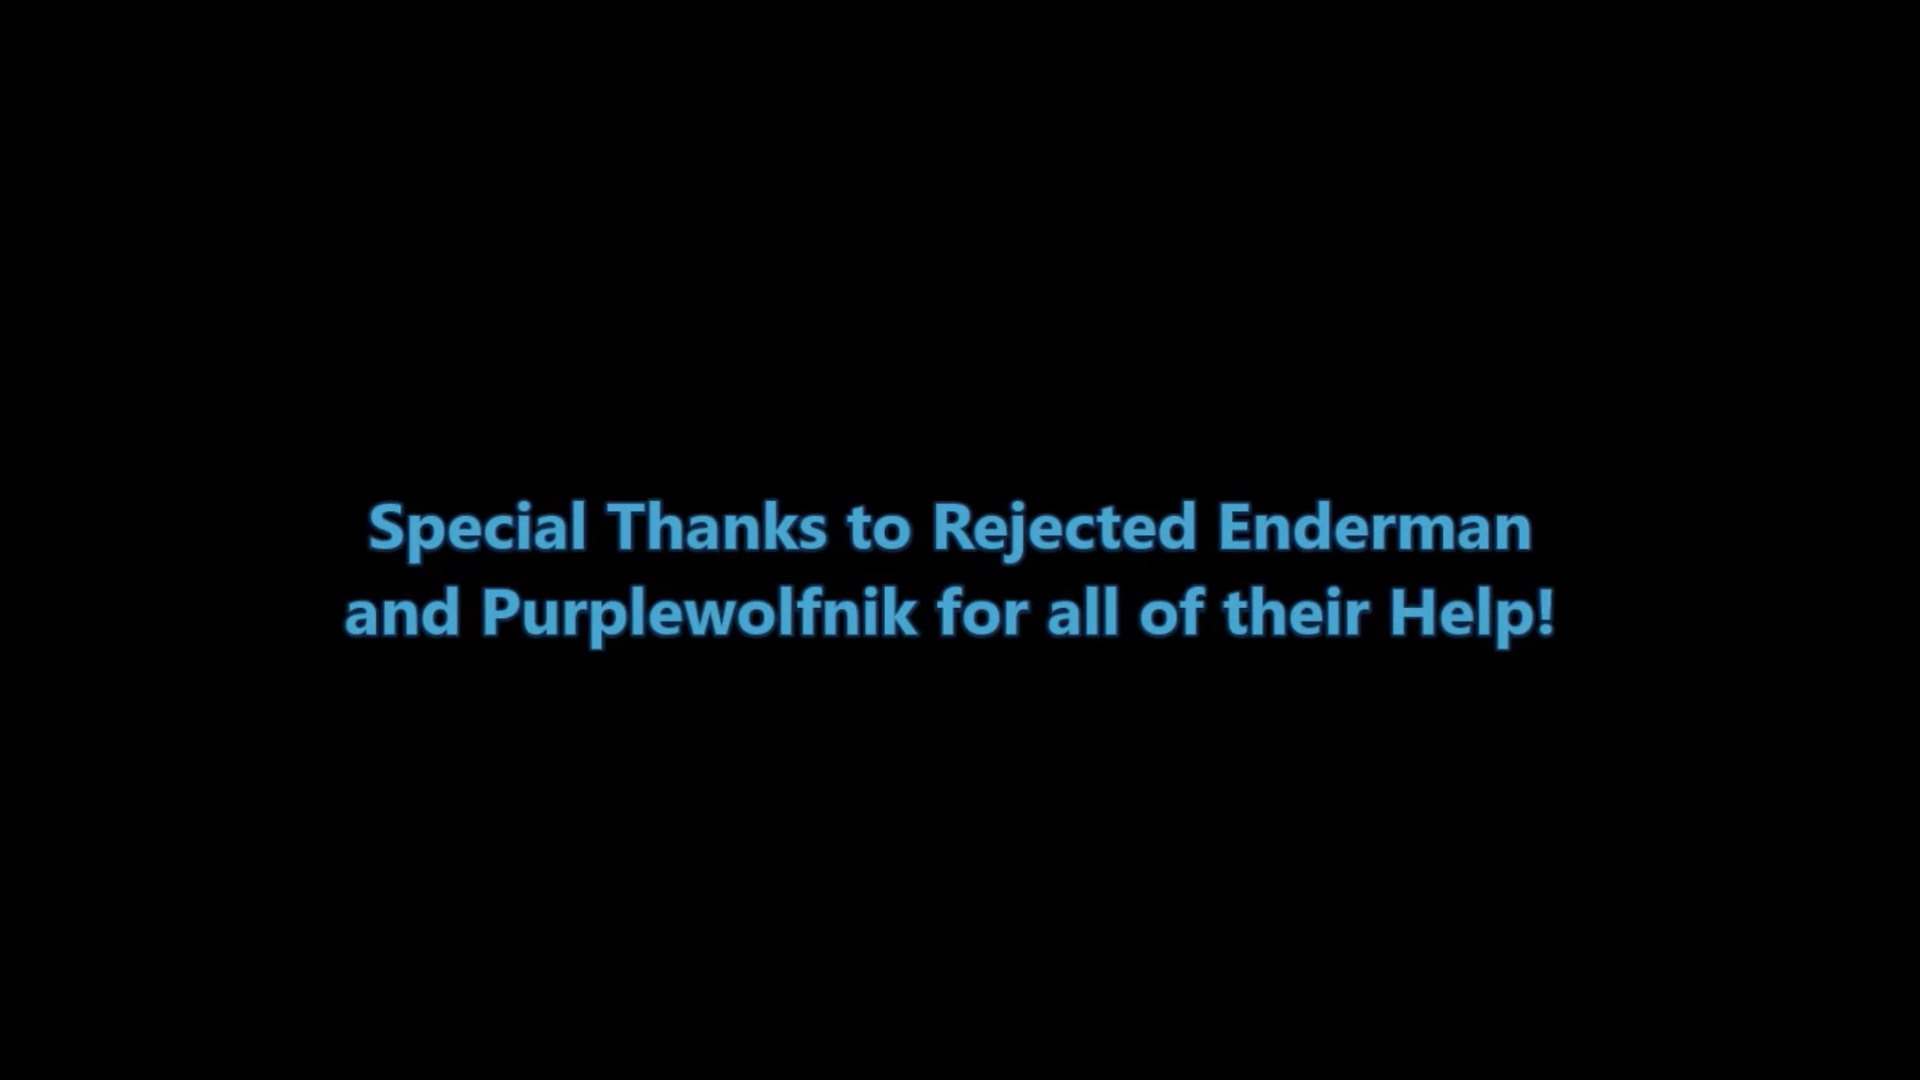 Special Thanks to Rejected Enderman
and Purplewolfnik for all of their Help!